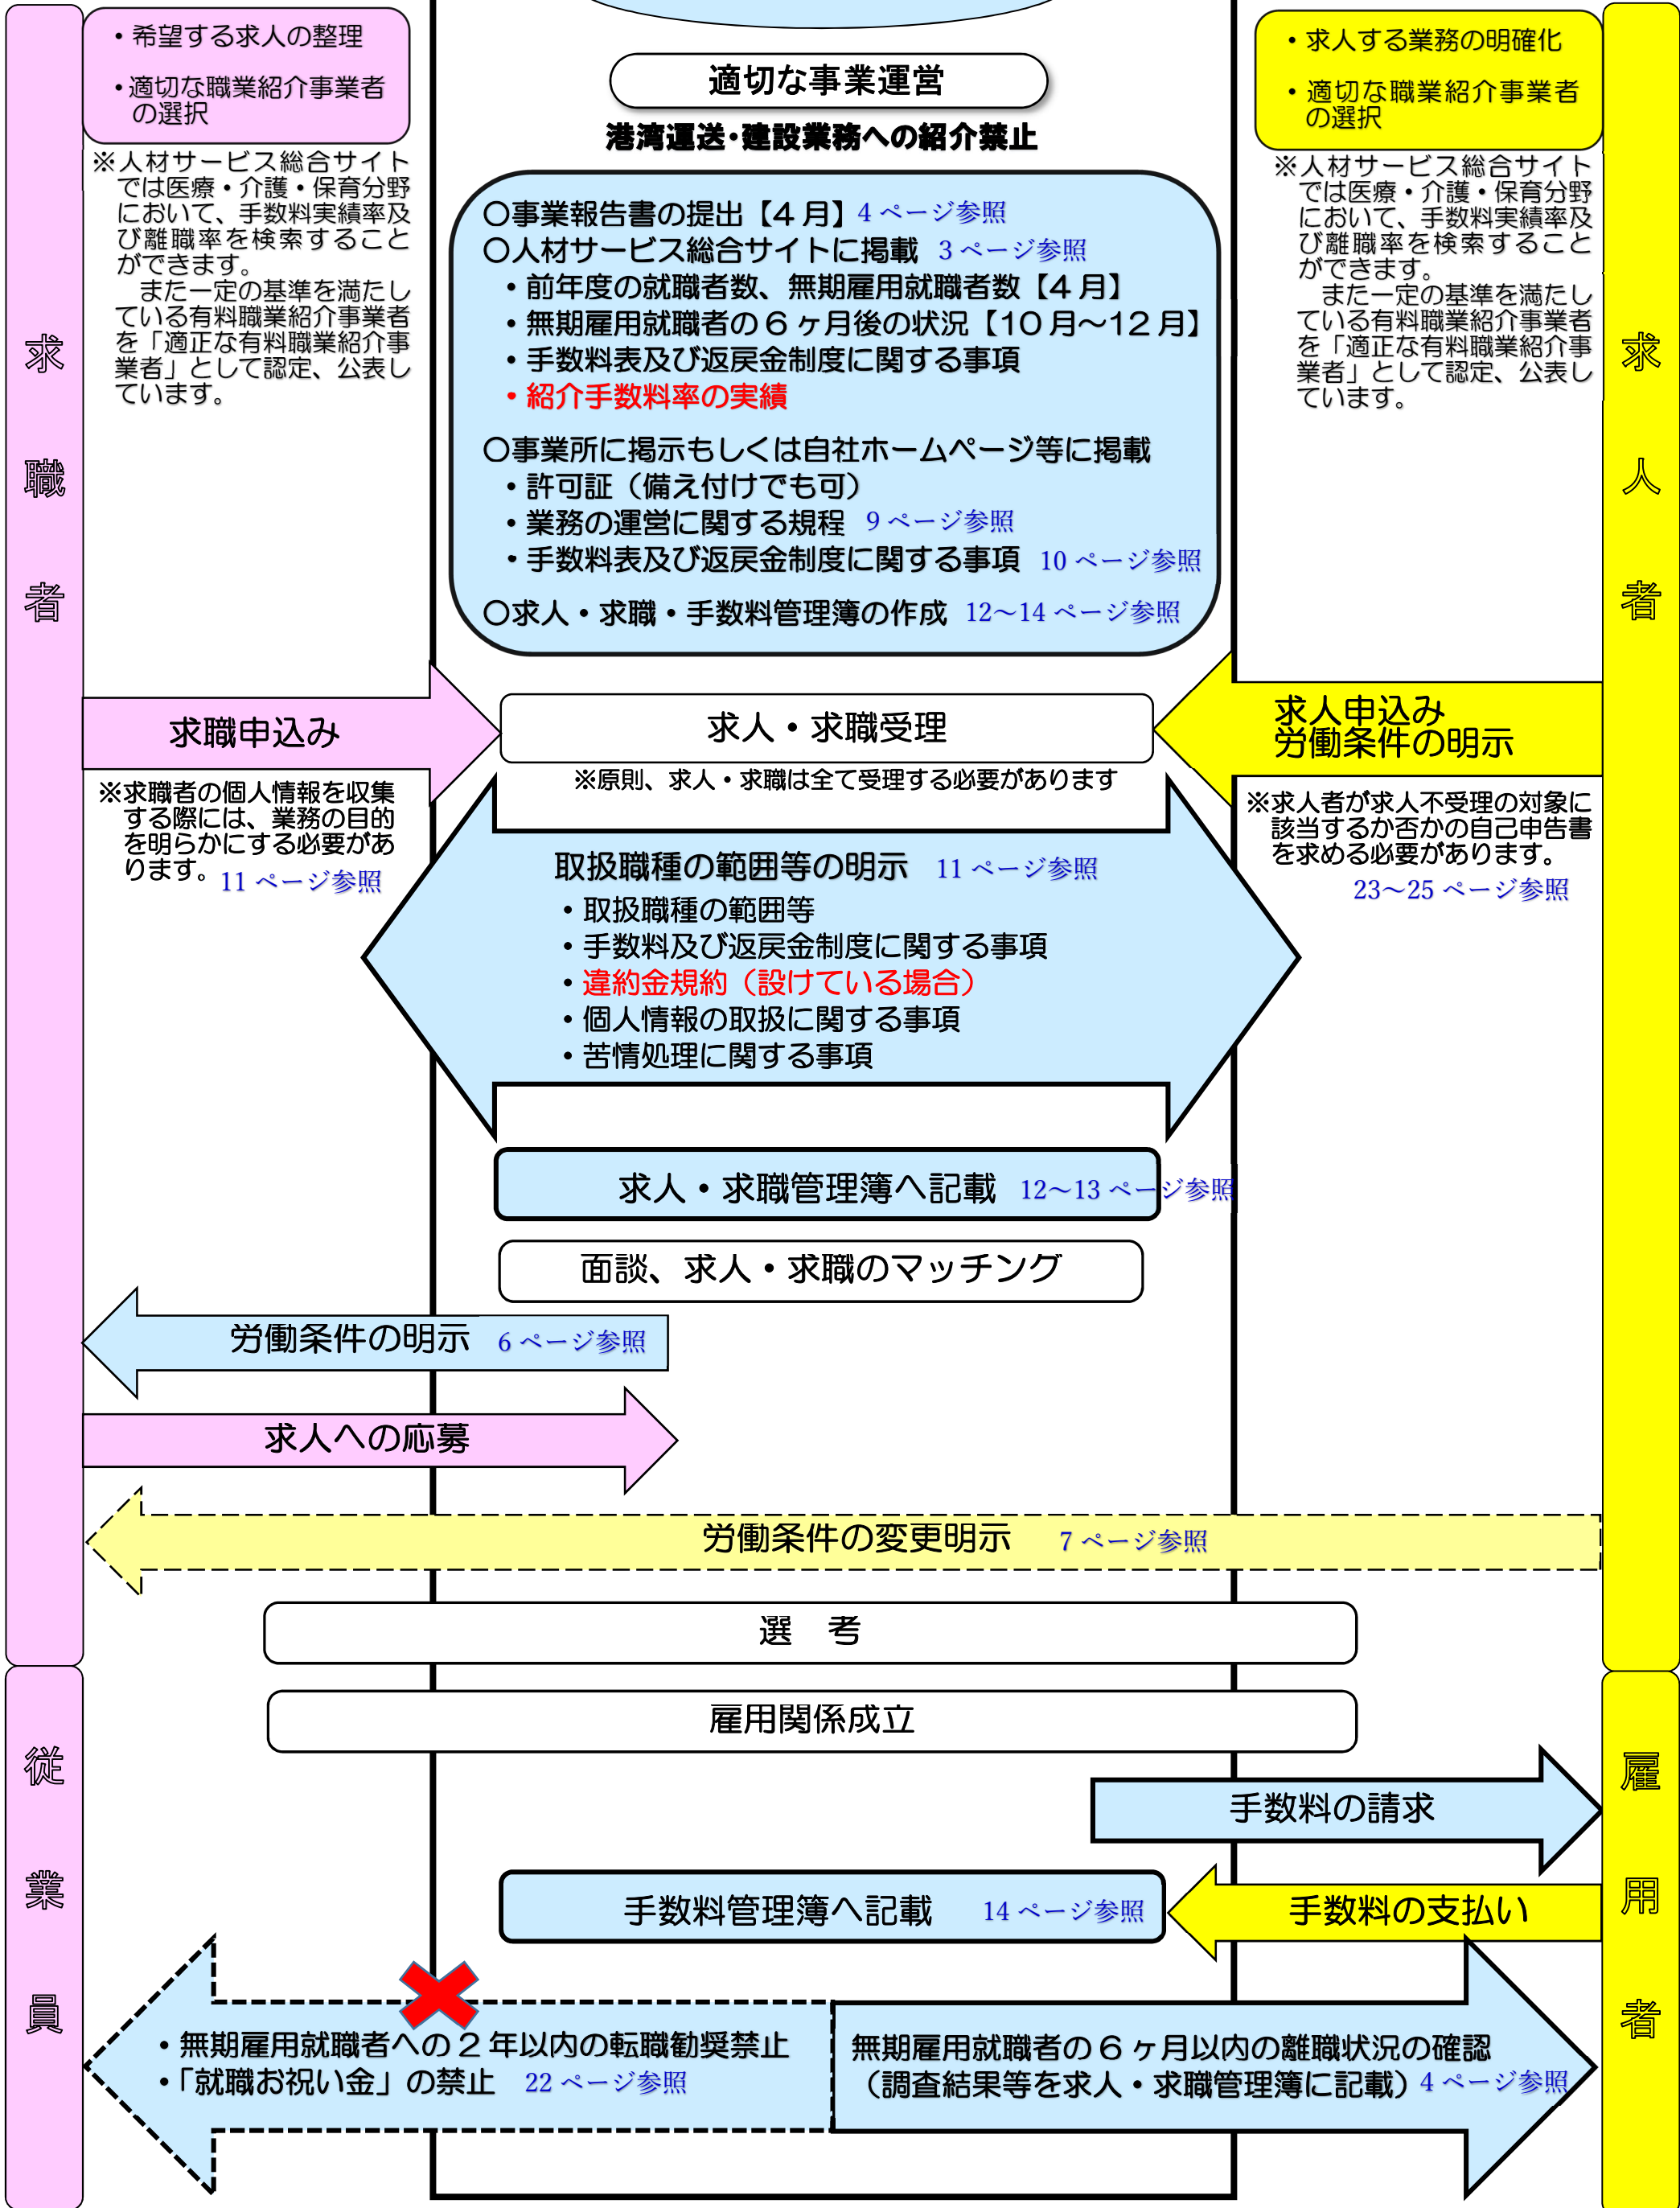 ・希望する求人の整理
・適切な職業紹介事業者
の選択
※人材サービス総合サイト
では医療・介護・保育分野
において、手数料実績率及
び離職率を検索すること
ができます。
また一定の基準を満たし
ている有料職業紹介事業者
を「適正な有料職業紹介事
業者」として認定、公表し
ています。
求職者
適切な事業運営
港湾運送・建設業務への紹介禁止
〇事業報告書の提出【4月】4ページ参照
〇人材サービス総合サイトに掲載 3ページ参照
・前年度の就職者数、無期雇用就職者数【4月】
・無期雇用就職者の6ヶ月後の状況【10月～12月】
・手数料表及び返戻金制度に関する事項
・紹介手数料率の実績
〇事業所に掲示もしくは自社ホームページ等に掲載
・許可証（備え付けでも可）
・業務の運営に関する規程 9ページ参照
・手数料表及び返戻金制度に関する事項 10ページ参照
〇求人・求職・手数料管理簿の作成 12～14ページ参照
・求人する業務の明確化
・適切な職業紹介事業者
の選択
※人材サービス総合サイト
では医療・介護・保育分野
において、手数料実績率及
び離職率を検索すること
ができます。
また一定の基準を満たし
ている有料職業紹介事業者
を「適正な有料職業紹介事
業者」として認定、公表し
ています。
求人者
求職申込み
求人・求職受理
求人申込み
労働条件の明示
※原則、求人・求職は全て受理する必要があります
※求職者の個人情報を収集
する際には、業務の目的
を明らかにする必要があ
ります。11ページ参照
※求人者が求人不受理の対象に
該当するか否かの自己申告書
を求める必要があります。
23～25ページ参照
取扱職種の範囲等の明示 11ページ参照
・取扱職種の範囲等
・手数料及び返戻金制度に関する事項
・違約金規約（設けている場合）
・個人情報の取扱に関する事項
・苦情処理に関する事項
求人・求職管理簿へ記載 12～13ページ参照
面談、求人・求職のマッチング
労働条件の明示 6ページ参照
求人への応募
労働条件の変更明示 7ページ参照
選 考
雇用関係成立
従業員
雇用者
手数料の請求
手数料管理簿へ記載 14ページ参照
手数料の支払い
・無期雇用就職者への2年以内の転職勧奨禁止
・「就職お祝い金」の禁止 22ページ参照
無期雇用就職者の6ヶ月以内の離職状況の確認
（調査結果等を求人・求職管理簿に記載）4ページ参照